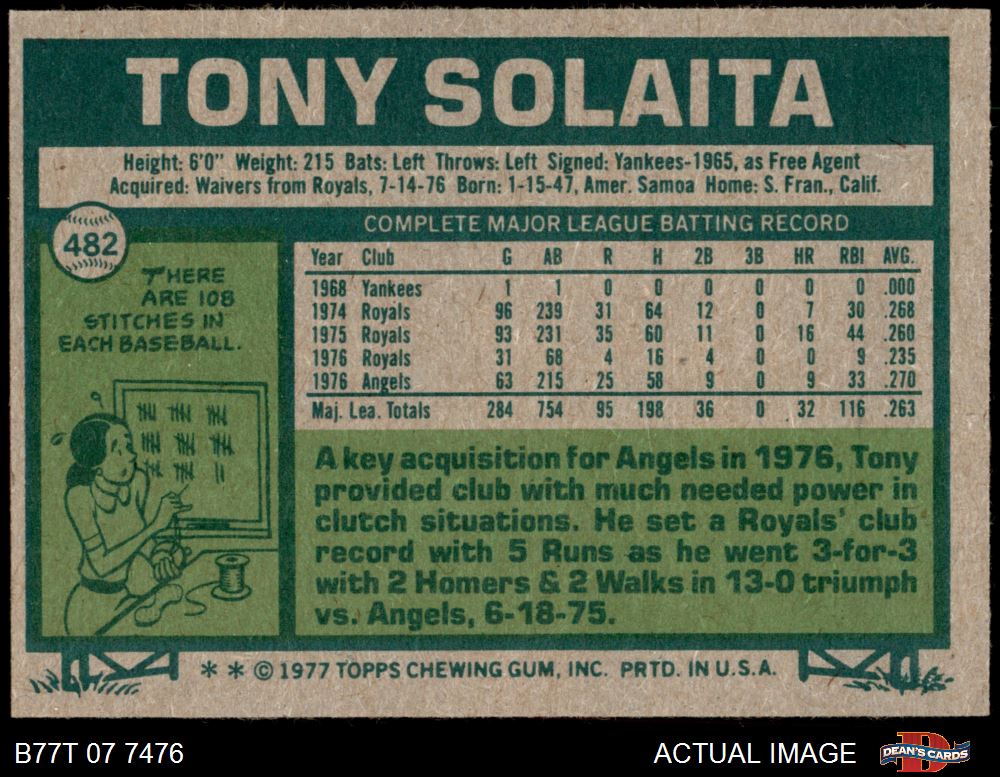 TONY SOLAITA
Height: 6'0" Weight: 215 Bats: Left Throws: Left Signed: Yankees-1965, as Free Agent
Acquired: Waivers from Royals, 7-14-76 Born: 1-15-47, Amer. Samoa Home: S. Fran., Calif.
482
THERE
ARE 108
STITCHES IN
EACH BASEBALL.
COMPLETE MAJOR LEAGUE BATTING RECORD
Year Club G AB R H 2B 3B HR RBI AVG.
1968 Yankees 1 1 0 0 0 0 0 0 .000
1974 Royals 96 239 31 64 12 0 7 30 .268
1975 Royals 93 231 35 60 11 0 16 44 .260
1976 Royals 31 68 4 16 4 0 0 9 .235
1976 Angels 63 215 25 58 9 0 9 33 .270
Maj. Lea. Totals 284 754 95 198 36 0 32 116 .263
A key acquisition for Angels in 1976, Tony
provided club with much needed power in
clutch situations. He set a Royals' club
record with 5 Runs as he went 3-for-3
with 2 Homers & 2 Walks in 13-0 triumph
vs. Angels, 6-18-75.
* * © 1977 TOPPS CHEWING GUM, INC. PRTD. IN U.S.A.
B77T 07 7476
ACTUAL IMAGE
D
DEAN'S CARDS